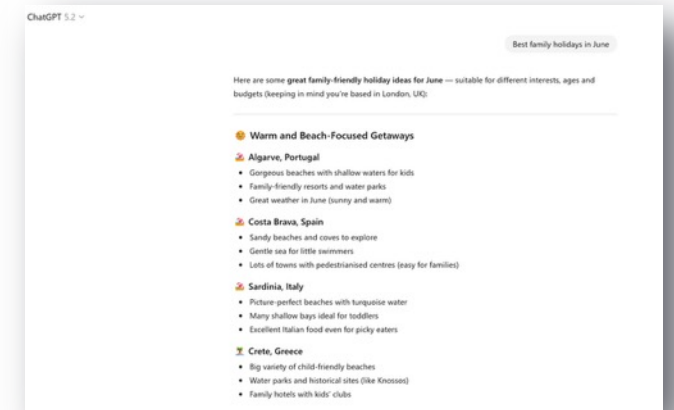 ChatGPT 5.2
Best family holidays in June
Here are some great family-friendly holiday ideas for June — suitable for different interests, ages and
budgets (keeping in mind you're based in London, UK):
Warm and Beach-Focused Getaways
Algarve, Portugal
Gorgeous beaches with shallow waters for kids
Family-friendly resorts and water parks
Great weather in June (sunny and warm)
Costa Brava, Spain
Sandy beaches and coves to explore
Gentle sea for little swimmers
Lots of towns with pedestrianised centres (easy for families)
Sardinia, Italy
Picture-perfect beaches with turquoise water
Many shallow bays ideal for toddlers
Excellent Italian food even for picky eaters
Crete, Greece
Big variety of child-friendly beaches
Water parks and historical sites (like Knossos)
Family hotels with kids' clubs